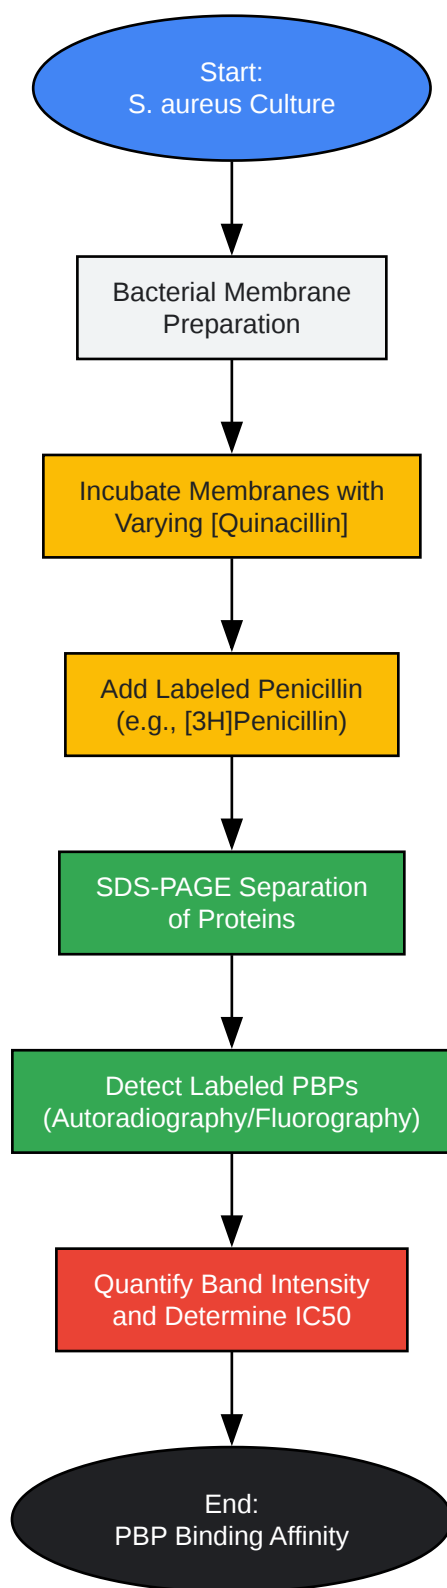 Start:
S. aureus Culture
Bacterial Membrane
Preparation
Incubate Membranes with
Varying [Quinacillin]
Add Labeled Penicillin
(e.g., [3H]Penicillin)
SDS-PAGE Separation
of Proteins
Detect Labeled PBPs
(Autoradiography/Fluorography)
Quantify Band Intensity
and Determine IC50
End:
PBP Binding Affinity